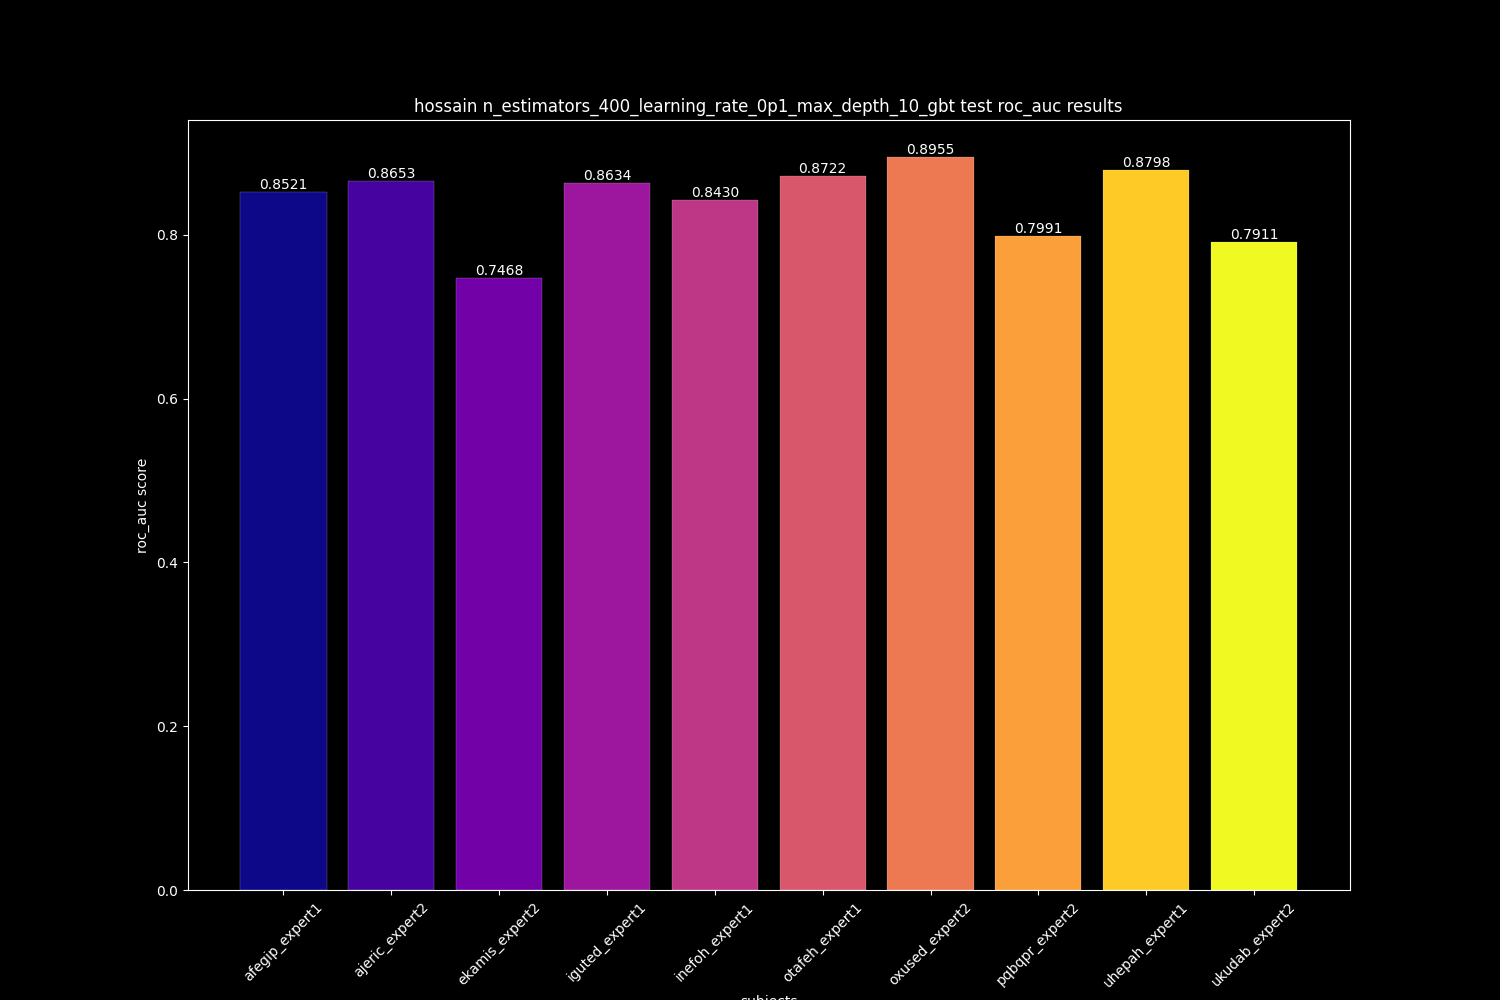 hossain n_estimators_400_learning_rate_0p1_max_depth_10_gbt test roc_auc results
0.8521
0.8653
0.7468
0.8634
0.8430
0.8722
0.8955
0.7991
0.8798
0.7911
0.8
0.6
0.4
0.2
0.0
roc_auc score
afegip_expert1
ajeric_expert2
ekamis_expert2
iguted_expert1
inefoh_expert1
otafeh_expert1
oxused_expert2
pqbqpr_expert2
uhepah_expert1
ukudab_expert2
subjects